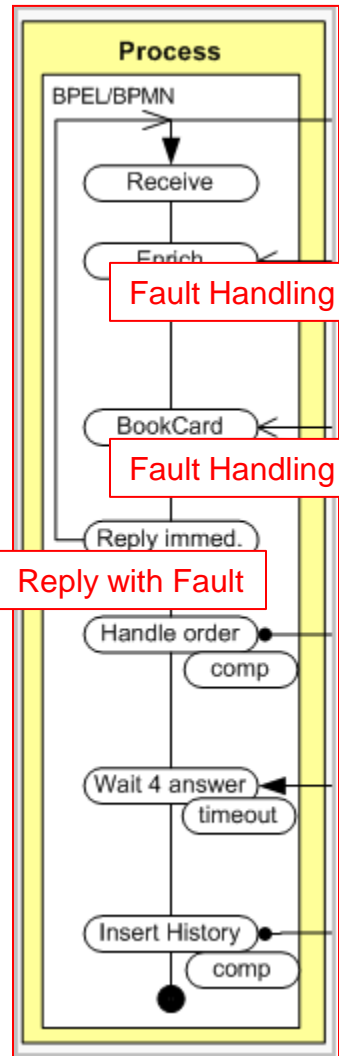 Process
BPEL/BPMN
Receive
Enrich
Fault Handling
BookCard
Fault Handling
Reply immed.
Reply with Fault
Handle order
comp
Wait 4 answer
timeout
Insert History
comp